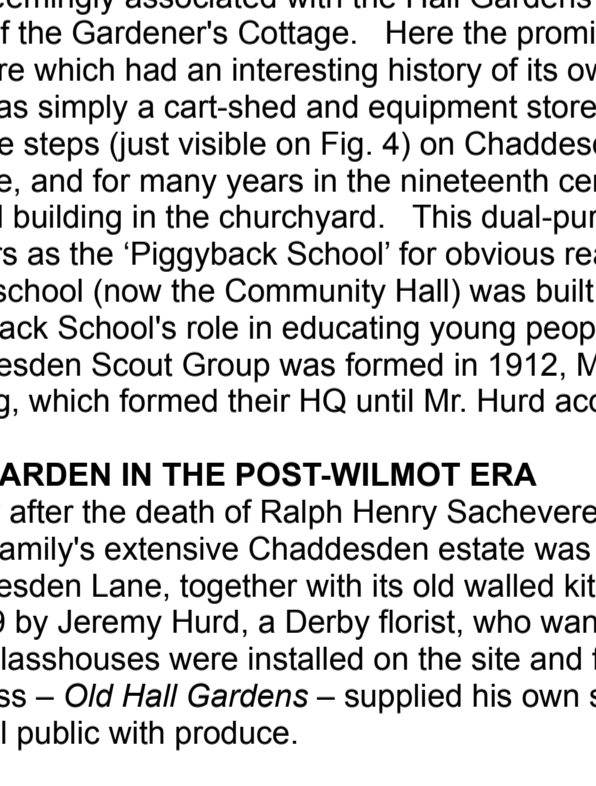 seemingly associated with the Hall Gardens
f the Gardener's Cottage. Here the promi
re which had an interesting history of its ow
as simply a cart-shed and equipment store
e steps (just visible on Fig. 4) on Chaddesd
e, and for many years in the nineteenth cen
l building in the churchyard. This dual-pur
rs as the ‘Piggyback School’ for obvious rea
school (now the Community Hall) was built
ack School's role in educating young peop
esden Scout Group was formed in 1912, M
g, which formed their HQ until Mr. Hurd acc
ARDEN IN THE POST-WILMOT ERA
after the death of Ralph Henry Sachevere
amily's extensive Chaddesden estate was
esden Lane, together with its old walled kit
9 by Jeremy Hurd, a Derby florist, who wan
lasshouses were installed on the site and f
ss – Old Hall Gardens – supplied his own s
l public with produce.